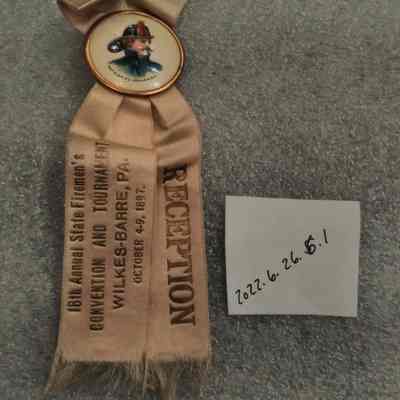 RECEPTION
18th Annual State Firemen's
CONVENTION AND TOURNAMENT
WILKES-BARRE, PA.
OCTOBER 4-9, 1897.
2022.6.26.5.1